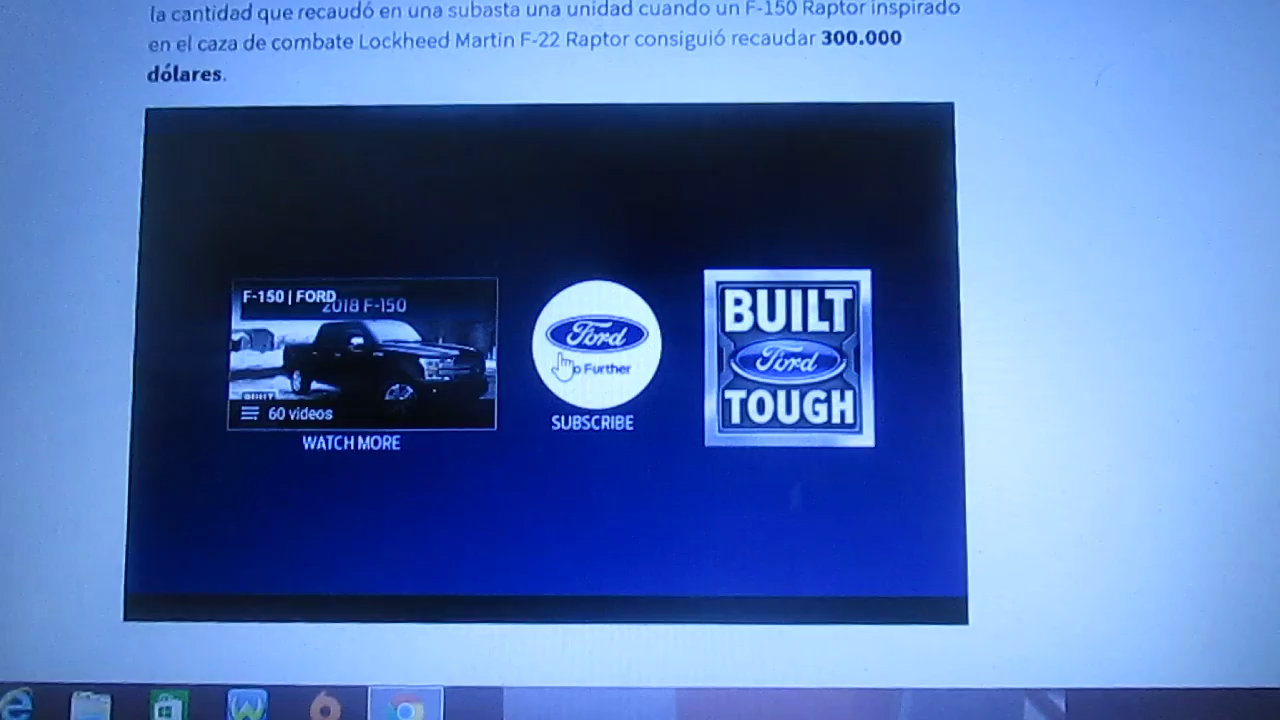 la cantidad que recaudó en una subasta una unidad cuando un F-150 Raptor inspirado
en el caza de combate Lockheed Martin F-22 Raptor consiguió recaudar 300.000
dólares.
F-150 | FORD
2018 F-150
60 videos
WATCH MORE
Ford
Further
SUBSCRIBE
BUILT
Ford
TOUGH